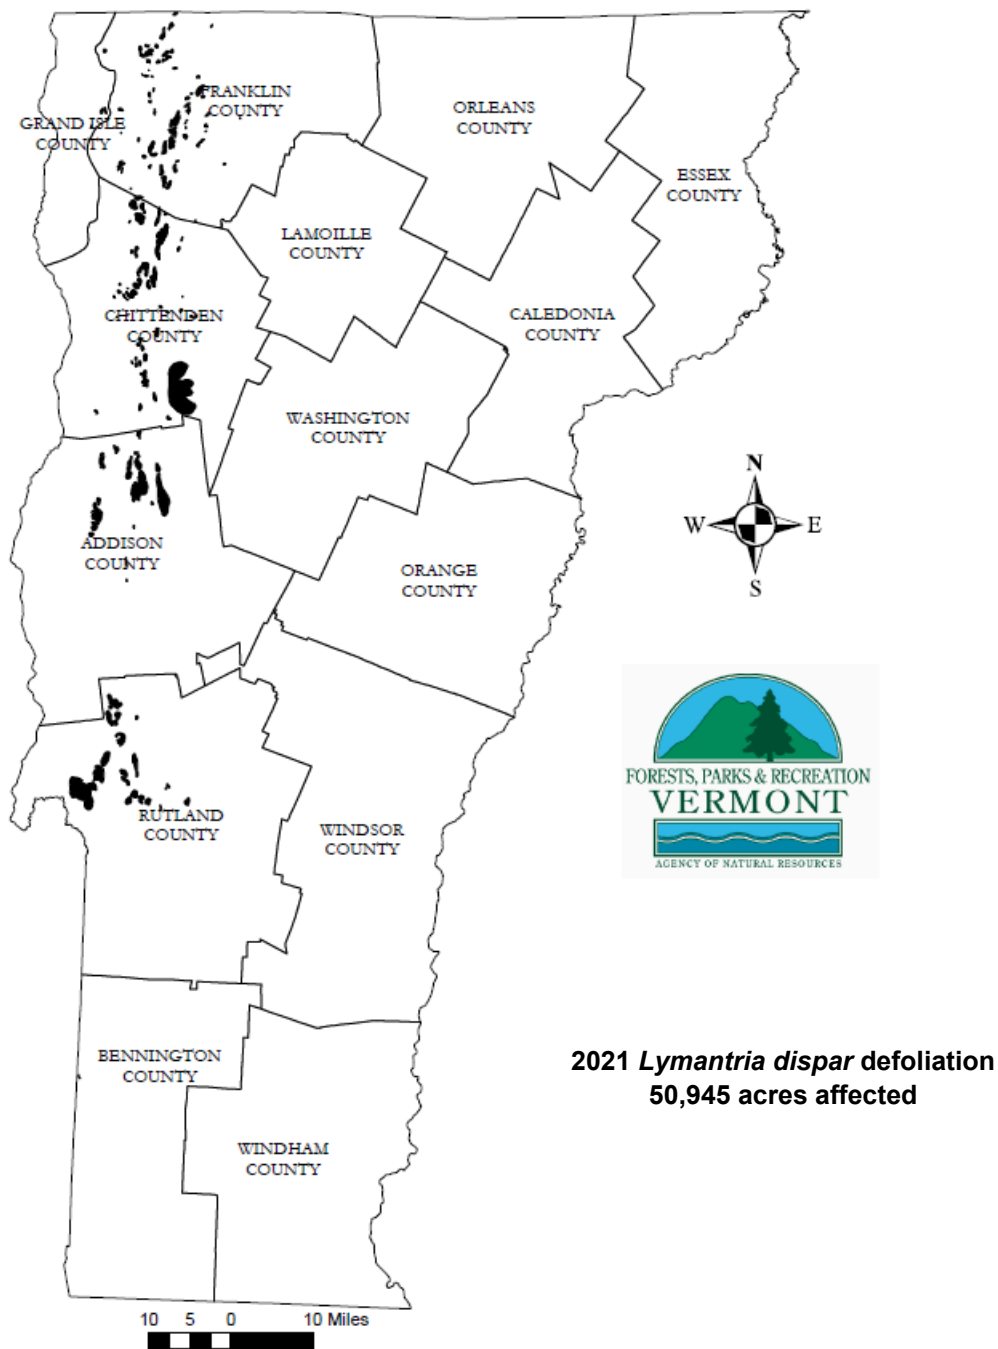 FRANKLIN
COUNTY
ORLEANS
COUNTY
GRAND ISLE
COUNTY
ESSEX
COUNTY
LAMOILLE
COUNTY
CHITTENDEN
COUNTY
CALEDONIA
COUNTY
WASHINGTON
COUNTY
N
W E
S
ADDISON
COUNTY
ORANGE
COUNTY
FORESTS, PARKS & RECREATION
VERMONT
AGENCY OF NATURAL RESOURCES
RUTLAND
COUNTY
WINDSOR
COUNTY
BENNINGTON
COUNTY
2021 Lymantria dispar defoliation
50,945 acres affected
WINDHAM
COUNTY
10 5 0 10 Miles